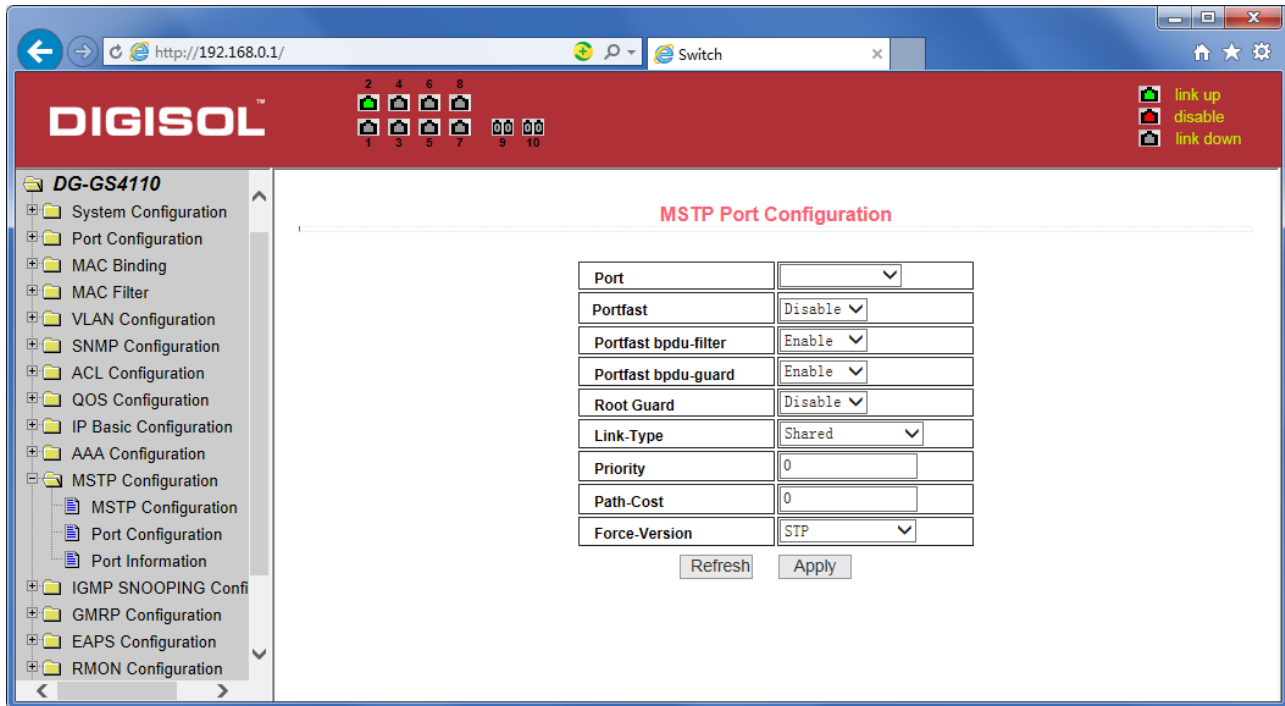 http://192.168.0.1/
Switch
DIGISOL™
2 4 6 8
1 3 5 7 9 10
link up
disable
link down
DG-GS4110
System Configuration
Port Configuration
MAC Binding
MAC Filter
VLAN Configuration
SNMP Configuration
ACL Configuration
QOS Configuration
IP Basic Configuration
AAA Configuration
MSTP Configuration
MSTP Configuration
Port Configuration
Port Information
IGMP SNOOPING Confi
GMRP Configuration
EAPS Configuration
RMON Configuration
MSTP Port Configuration
Port
Portfast Disable
Portfast bpdu-filter Enable
Portfast bpdu-guard Enable
Root Guard Disable
Link-Type Shared
Priority 0
Path-Cost 0
Force-Version STP
Refresh Apply